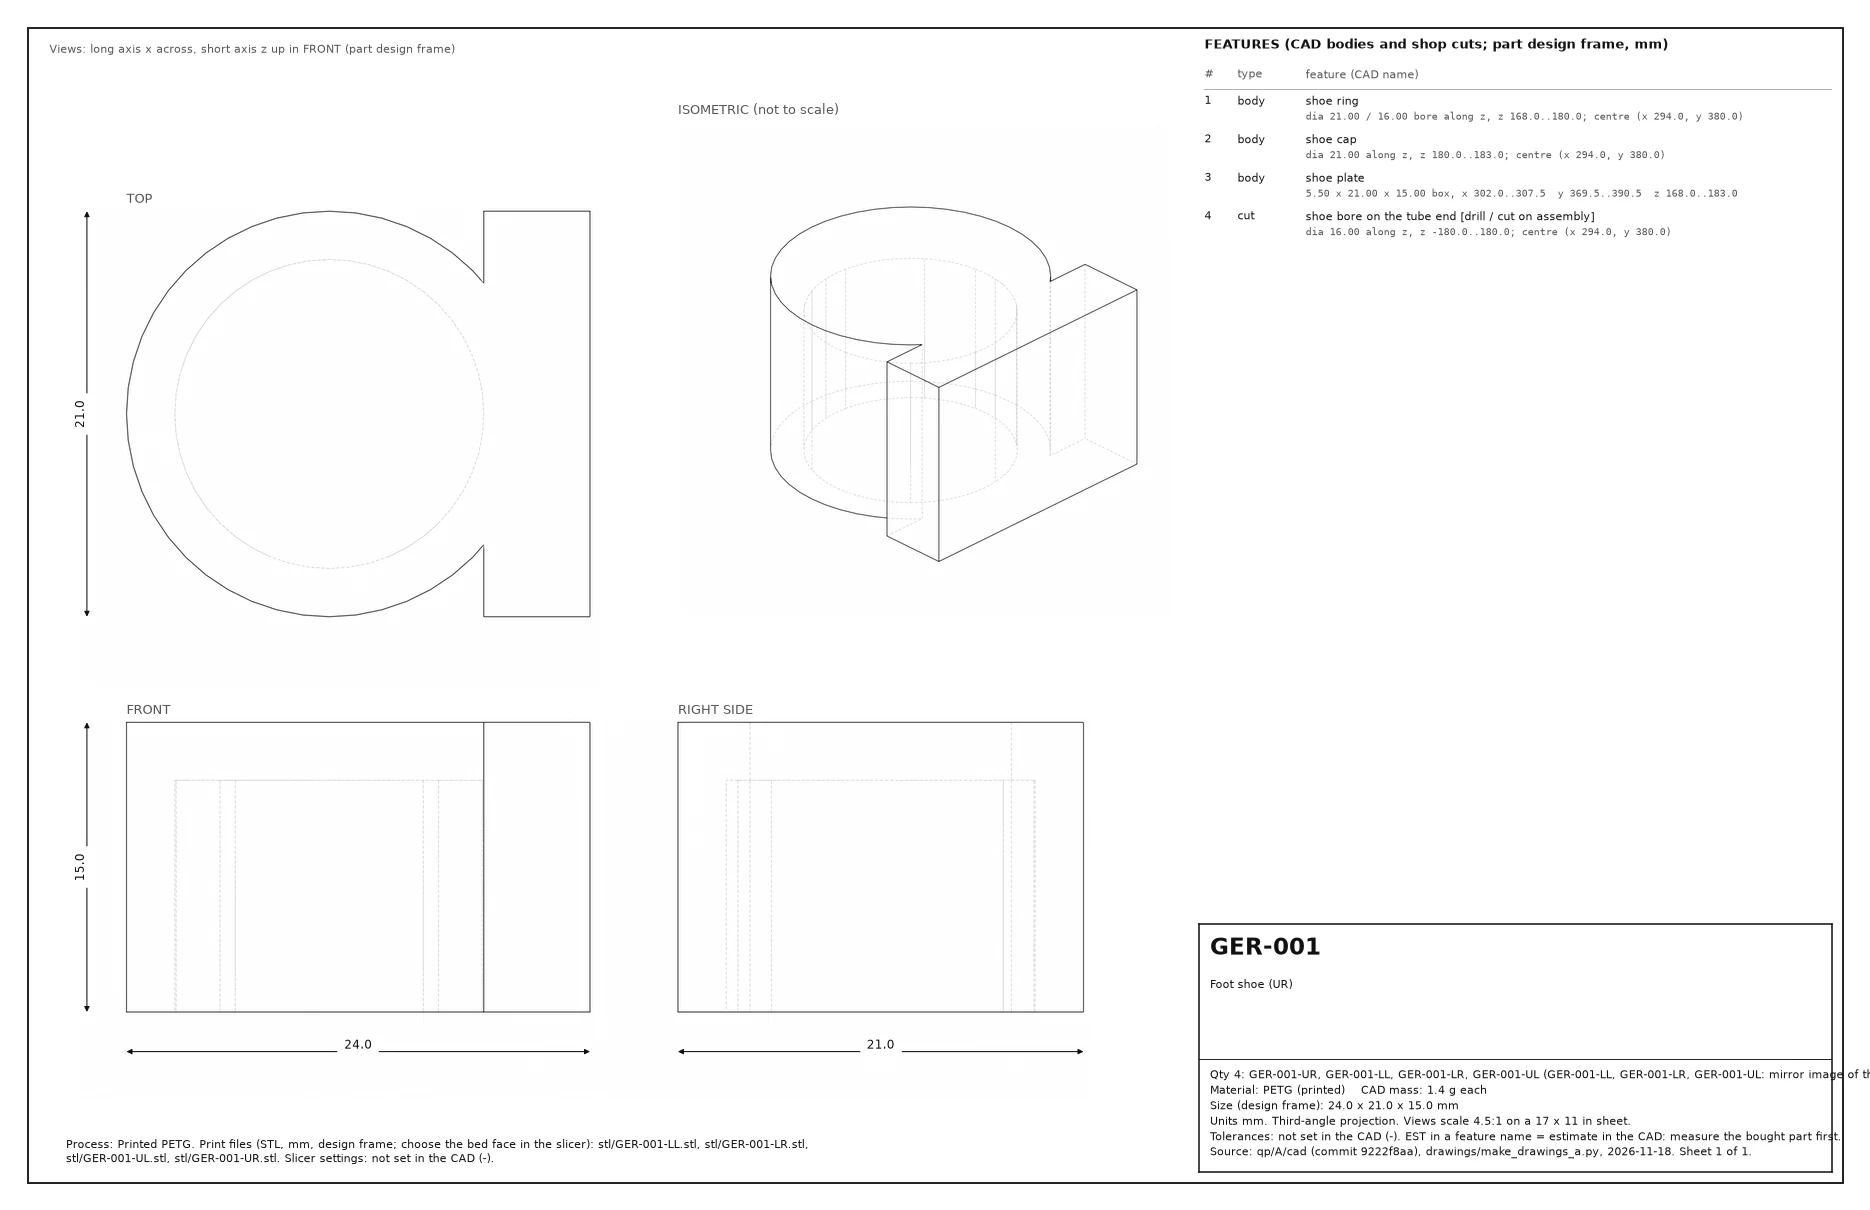 Views: long axis x across, short axis z up in FRONT (part design frame)
ISOMETRIC (not to scale)
TOP
21.0
FRONT
15.0
24.0
RIGHT SIDE
21.0
Process: Printed PETG. Print files (STL, mm, design frame; choose the bed face in the slicer): stl/GER-001-LL.stl, stl/GER-001-LR.stl,
stl/GER-001-UL.stl, stl/GER-001-UR.stl. Slicer settings: not set in the CAD (-).
FEATURES (CAD bodies and shop cuts; part design frame, mm)
# type feature (CAD name)
1 body shoe ring
dia 21.00 / 16.00 bore along z, z 168.0..180.0; centre (x 294.0, y 380.0)
2 body shoe cap
dia 21.00 along z, z 180.0..183.0; centre (x 294.0, y 380.0)
3 body shoe plate
5.50 x 21.00 x 15.00 box, x 302.0..307.5 y 369.5..390.5 z 168.0..183.0
4 cut shoe bore on the tube end [drill / cut on assembly]
dia 16.00 along z, z -180.0..180.0; centre (x 294.0, y 380.0)
GER-001
Foot shoe (UR)
Qty 4: GER-001-UR, GER-001-LL, GER-001-LR, GER-001-UL (GER-001-LL, GER-001-LR, GER-001-UL: mirror image of
Material: PETG (printed) CAD mass: 1.4 g each
Size (design frame): 24.0 x 21.0 x 15.0 mm
Units mm. Third-angle projection. Views scale 4.5:1 on a 17 x 11 in sheet.
Tolerances: not set in the CAD (-). EST in a feature name = estimate in the CAD: measure the bought part first.
Source: qp/A/cad (commit 9222f8aa), drawings/make_drawings_a.py, 2026-11-18. Sheet 1 of 1.